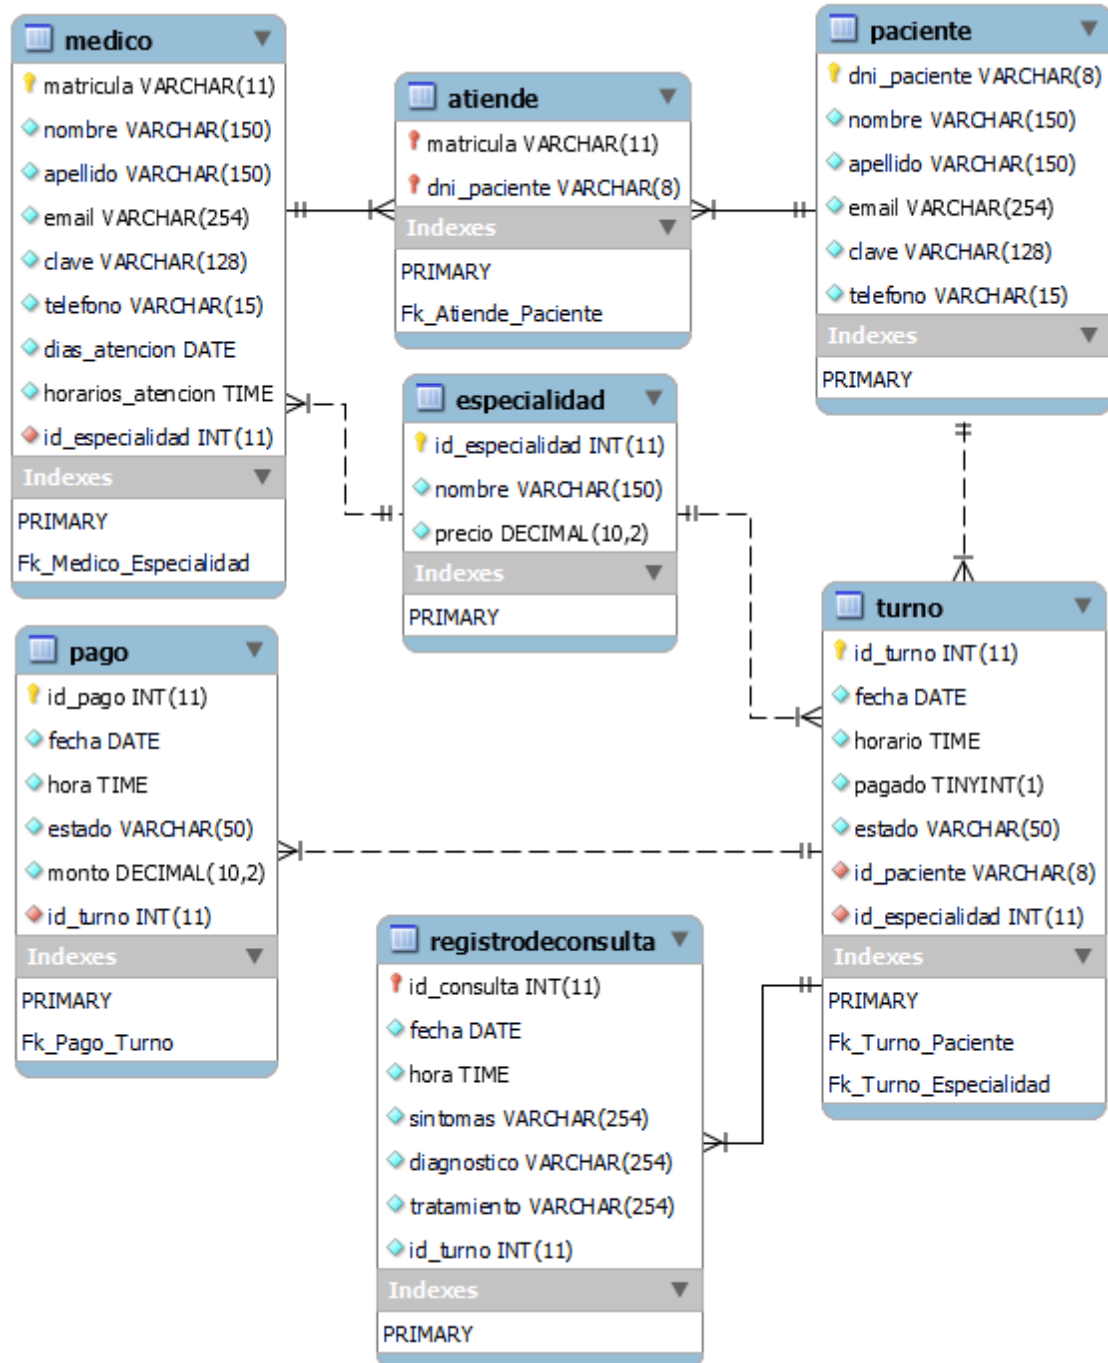 medico
matricula VARCHAR(11)
nombre VARCHAR(150)
apellido VARCHAR(150)
email VARCHAR(254)
clave VARCHAR(128)
telefono VARCHAR(15)
dias_atencion DATE
horarios_atencion TIME
id_especialidad INT(11)
Indexes
PRIMARY
Fk_Medico_Especialidad
atiende
matricula VARCHAR(11)
dni_paciente VARCHAR(8)
Indexes
PRIMARY
Fk_Atiende_Paciente
paciente
dni_paciente VARCHAR(8)
nombre VARCHAR(150)
apellido VARCHAR(150)
email VARCHAR(254)
clave VARCHAR(128)
telefono VARCHAR(15)
Indexes
PRIMARY
especialidad
id_especialidad INT(11)
nombre VARCHAR(150)
precio DECIMAL(10,2)
Indexes
PRIMARY
pago
id_pago INT(11)
fecha DATE
hora TIME
estado VARCHAR(50)
monto DECIMAL(10,2)
id_turno INT(11)
Indexes
PRIMARY
Fk_Pago_Turno
turno
id_turno INT(11)
fecha DATE
horario TIME
pagado TINYINT(1)
estado VARCHAR(50)
id_paciente VARCHAR(8)
id_especialidad INT(11)
Indexes
PRIMARY
Fk_Turno_Paciente
Fk_Turno_Especialidad
registrodeconsulta
id_consulta INT(11)
fecha DATE
hora TIME
sintomas VARCHAR(254)
diagnostico VARCHAR(254)
tratamiento VARCHAR(254)
id_turno INT(11)
Indexes
PRIMARY